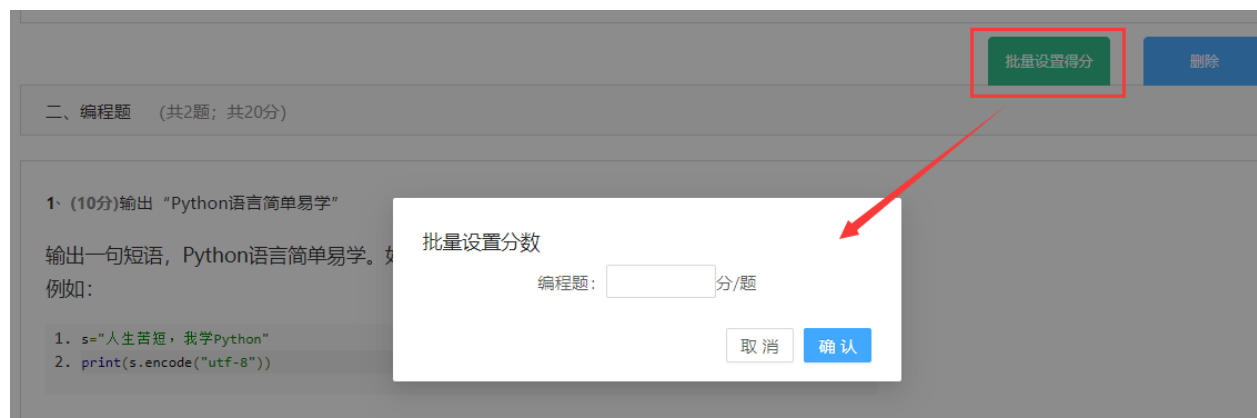 批量设置得分
删除
二、编程题 (共2题; 共20分)
1、(10分)输出“Python语言简单易学”
输出一句短语，Python语言简单易学。
例如：
1. s="人生苦短，我学Python"
2. print(s.encode("utf-8"))
批量设置分数
编程题： 分/题
取 消
确 认